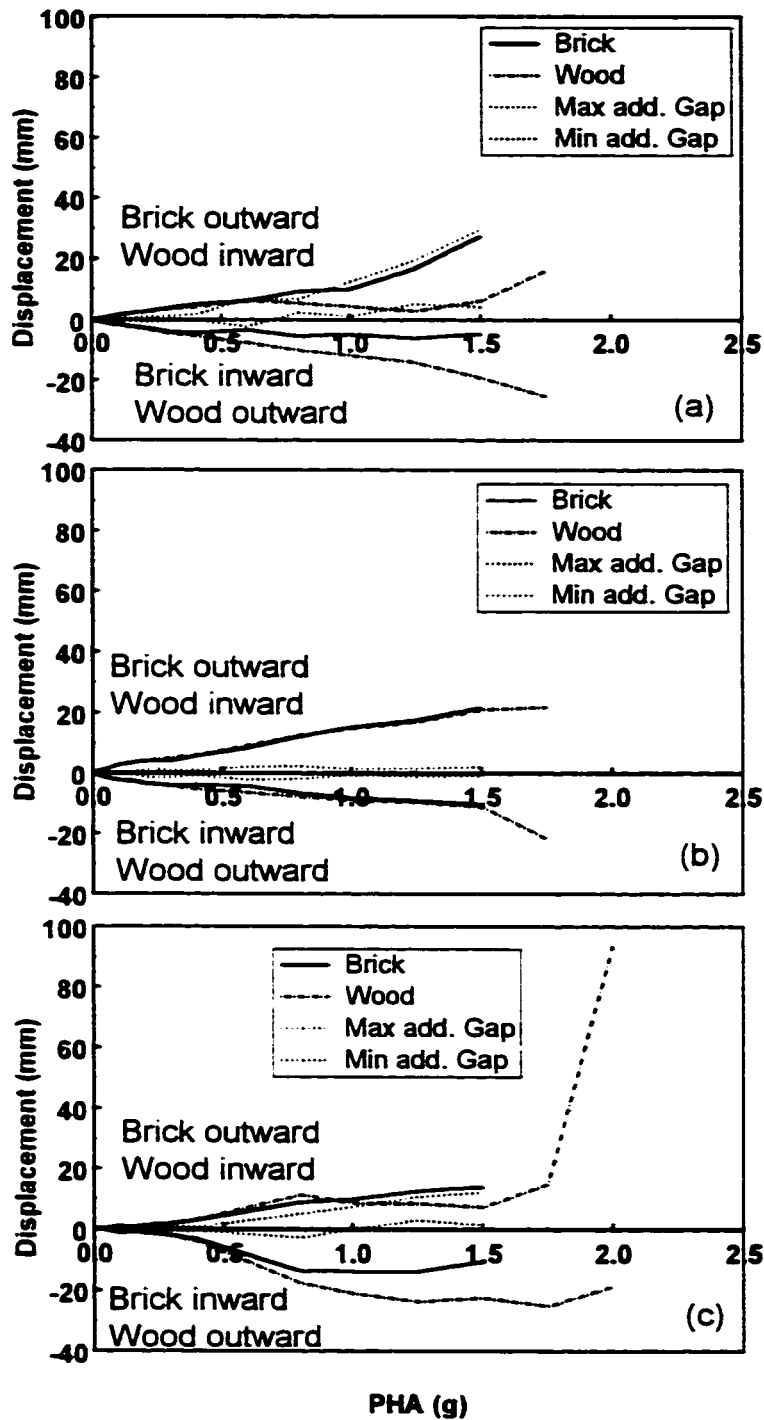 100
80
60
40
20
0
-20
-40
Displacement (mm)
Brick
Wood
Max add. Gap
Min add. Gap
Brick outward
Wood inward
0.0 0.5 1.0 1.5 2.0 2.5
Brick inward
Wood outward
(a)
100
80
60
40
20
0
-20
-40
Displacement (mm)
Brick
Wood
Max add. Gap
Min add. Gap
Brick outward
Wood inward
0.0 0.5 1.0 1.5 2.0 2.5
Brick inward
Wood outward
(b)
100
80
60
40
20
0
-20
-40
Displacement (mm)
Brick
Wood
Max add. Gap
Min add. Gap
Brick outward
Wood inward
0.0 0.5 1.0 1.5 2.0 2.5
Brick inward
Wood outward
(c)
PHA (g)